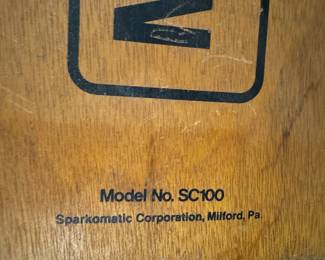 Model No. SC100
Sparkomatic Corporation, Milford, Pa.